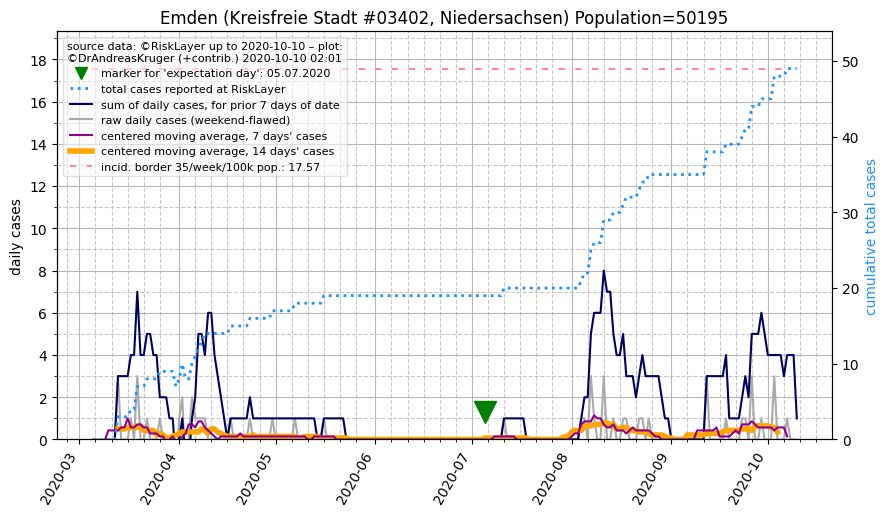 Emden (Kreisfreie Stadt #03402, Niedersachsen) Population=50195
source data: ©RiskLayer up to 2020-10-10 – plot:
©DrAndreasKruger (+contrib.) 2020-10-10 02:01
marker for 'expectation day': 05.07.2020
total cases reported at RiskLayer
sum of daily cases, for prior 7 days of date
raw daily cases (weekend-flawed)
centered moving average, 7 days' cases
centered moving average, 14 days' cases
incid. border 35/week/100k pop.: 17.57
daily cases
18
16
14
12
10
8
6
4
2
0
cumulative total cases
50
40
30
20
10
0
2020-03
2020-04
2020-05
2020-06
2020-07
2020-08
2020-09
2020-10